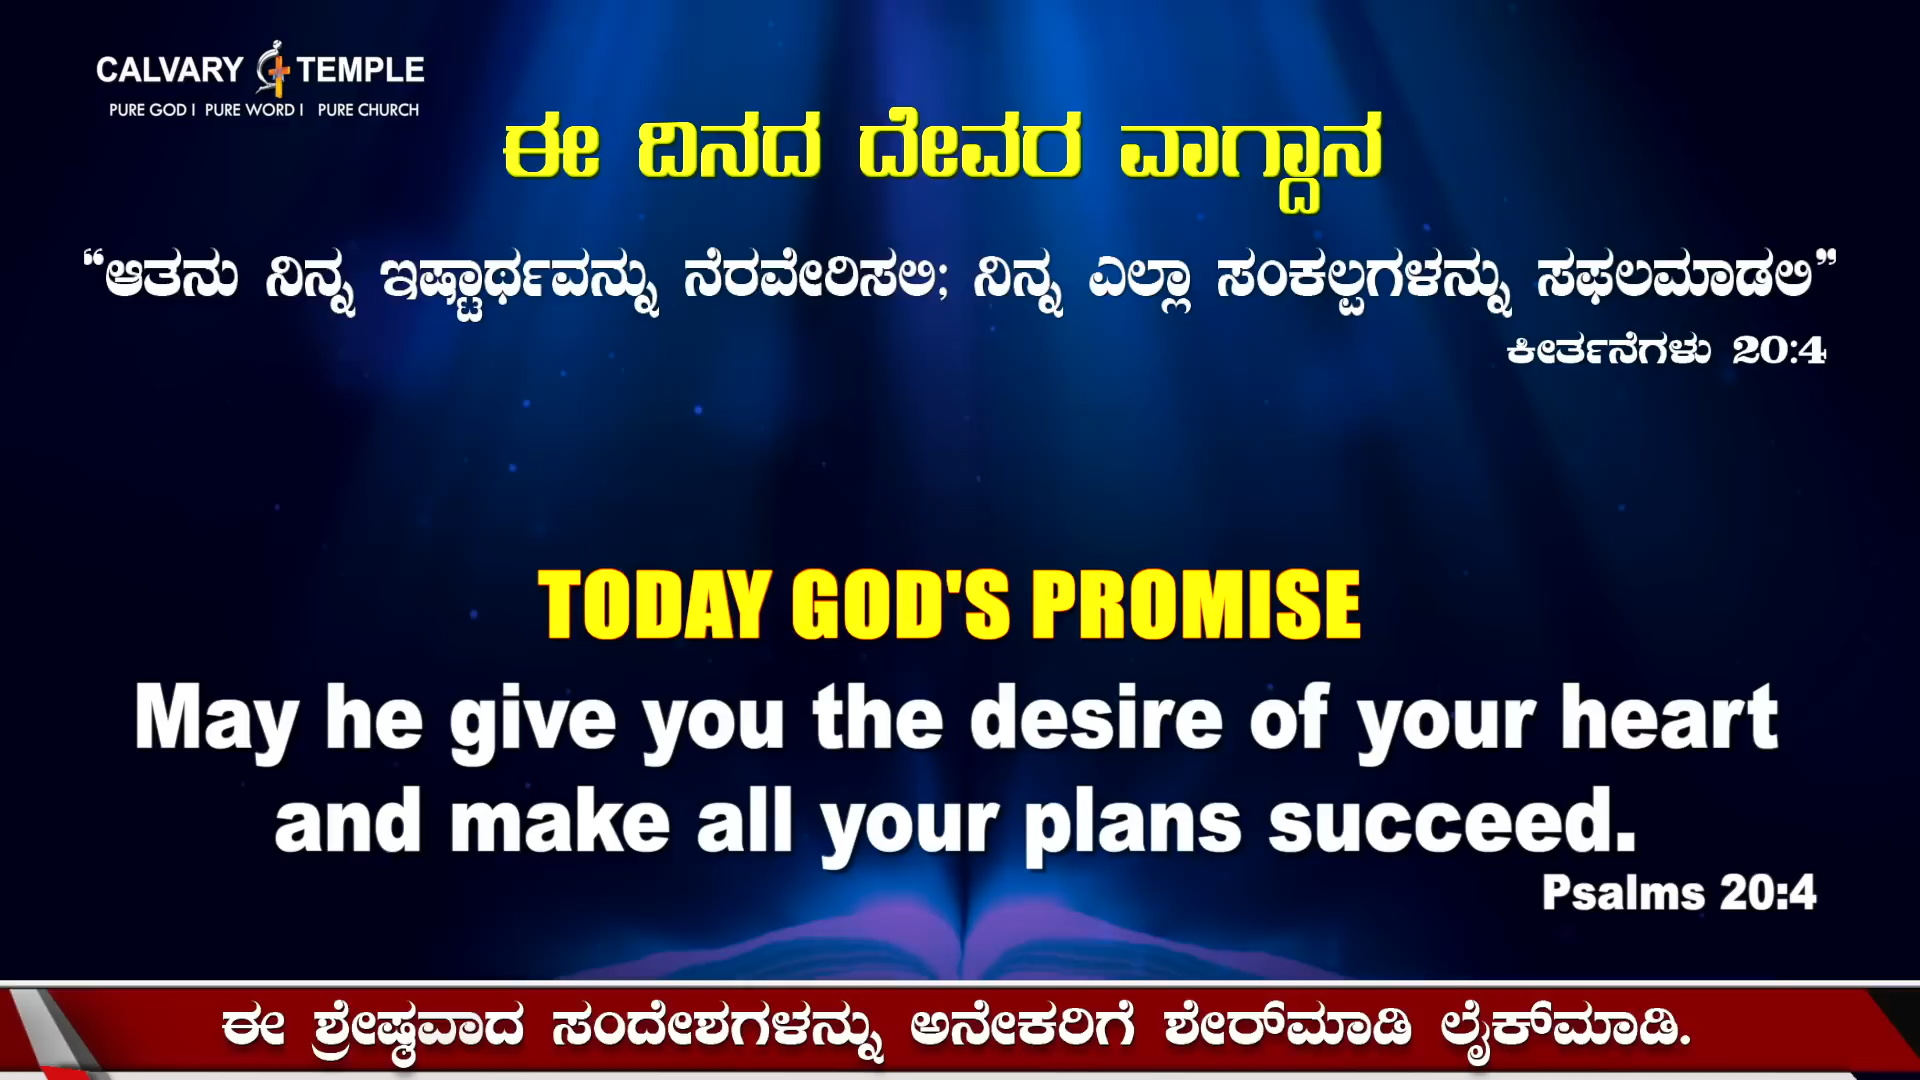 CALVARY TEMPLE
PURE GOD I PURE WORD I PURE CHURCH
ಈ ದಿನದ ದೇವರ ವಾಗ್ದಾನ
“ಆತನು ನಿನ್ನ ಇಷ್ಟಾರ್ಥವನ್ನು ನೆರವೇರಿಸಲಿ; ನಿನ್ನ ಎಲ್ಲಾ ಸಂಕಲ್ಪಗಳನ್ನು ಸಫಲಮಾಡಲಿ”
ಕೀರ್ತನೆಗಳು 20:4
TODAY GOD'S PROMISE
May he give you the desire of your heart
and make all your plans succeed.
Psalms 20:4
ಈ ಶ್ರೇಷ್ಠವಾದ ಸಂದೇಶಗಳನ್ನು ಅನೇಕರಿಗೆ ಶೇರ್‌ಮಾಡಿ ಲೈಕ್‌ಮಾಡಿ.